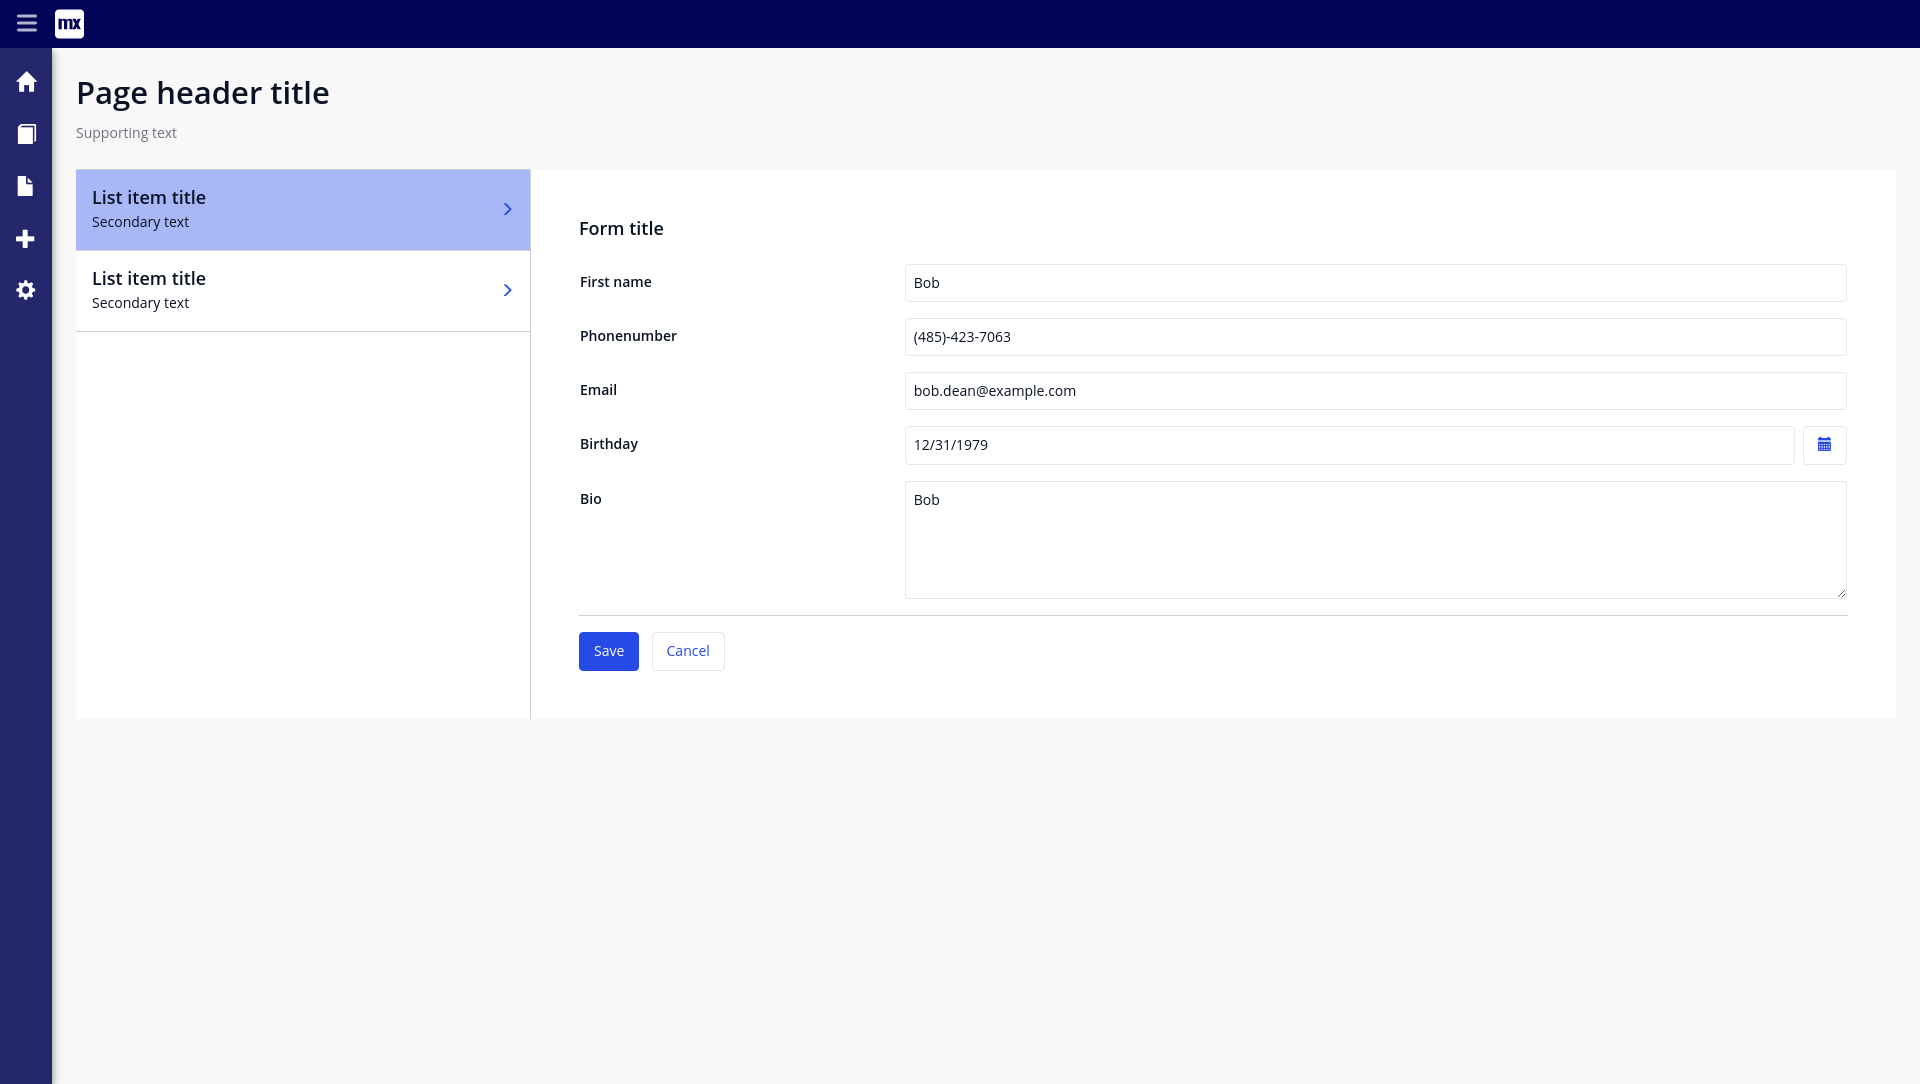 mx
Page header title
Supporting text
List item title
Secondary text
List item title
Secondary text
Form title
First name
Bob
Phonenumber
(485)-423-7063
Email
bob.dean@example.com
Birthday
12/31/1979
Bio
Bob
Save
Cancel